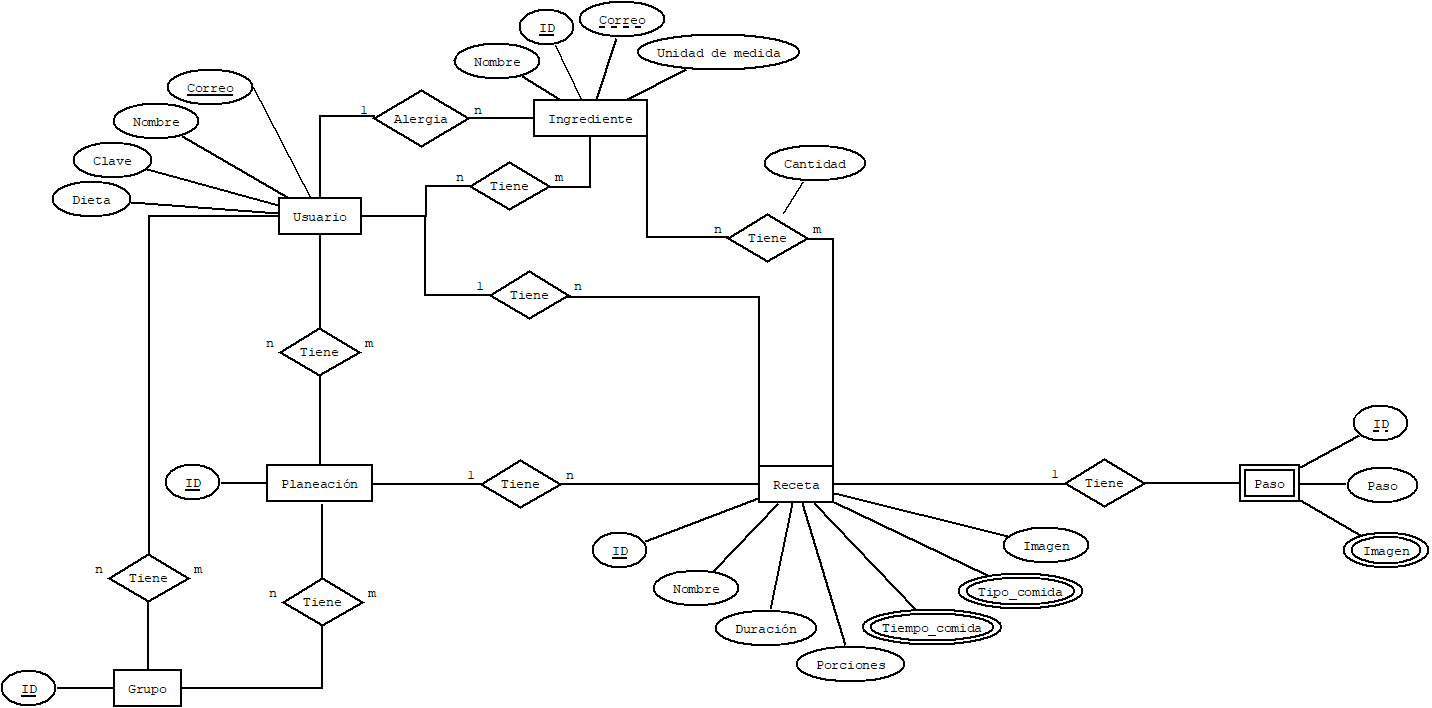 Correo
ID
Nombre
Unidad de medida
Correo
Nombre
Clave
Dieta
1
Alergia
n
Ingrediente
n
Tiene
m
Cantidad
Usuario
n
Tiene
m
1
Tiene
n
n
Tiene
m
ID
Planeación
1
Tiene
n
Receta
1
Tiene
Paso
ID
Paso
Imagen
ID
Nombre
Duración
Porciones
Tiempo_comida
Tipo_comida
Imagen
n
Tiene
m
n
Tiene
m
ID
Grupo